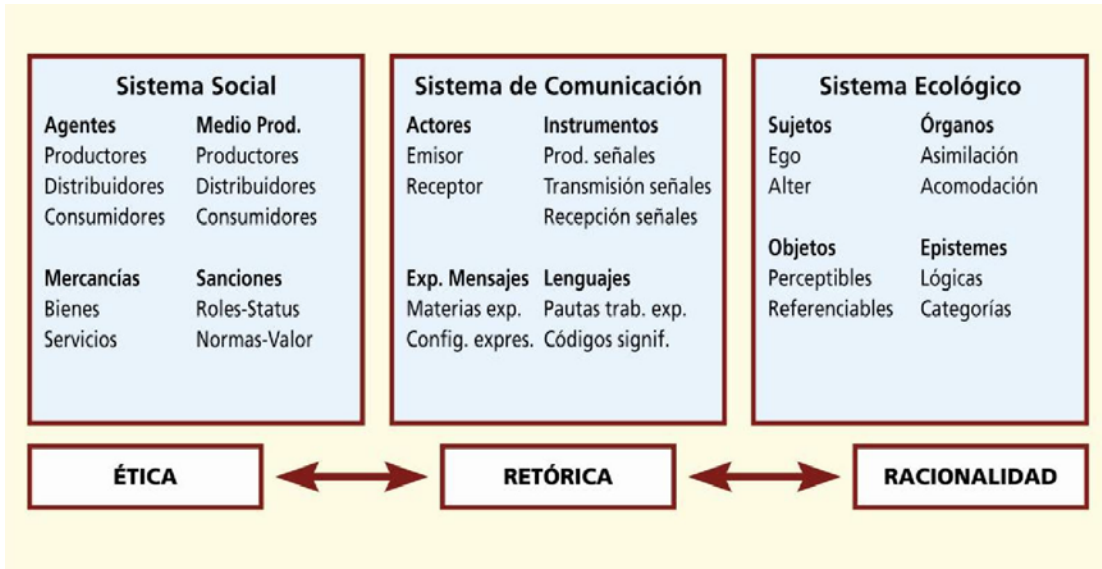 Sistema Social
Agentes Medio Prod.
Productores Productores
Distribuidores Distribuidores
Consumidores Consumidores
Mercancías Sanciones
Bienes Roles-Status
Servicios Normas-Valor
Sistema de Comunicación
Actores Instrumentos
Emisor Prod. señales
Receptor Transmisión señales
Recepción señales
Exp. Mensajes Lenguajes
Materias exp. Pautas trab. exp.
Config. expres. Códigos signif.
Sistema Ecológico
Sujetos Órganos
Ego Asimilación
Alter Acomodación
Objetos Epistemes
Perceptibles Lógicas
Referenciables Categorías
ÉTICA
RETÓRICA
RACIONALIDAD